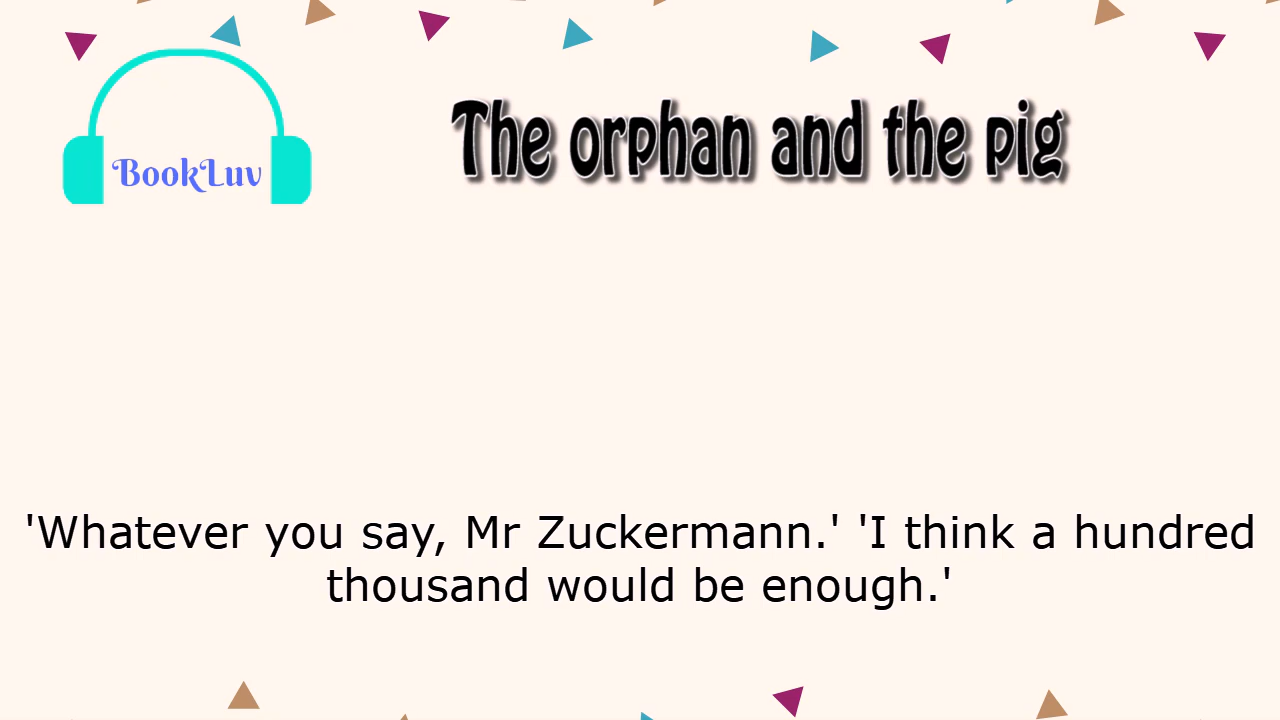 BookLuv
The orphan and the pig
'Whatever you say, Mr Zuckermann.' 'I think a hundred
thousand would be enough.'